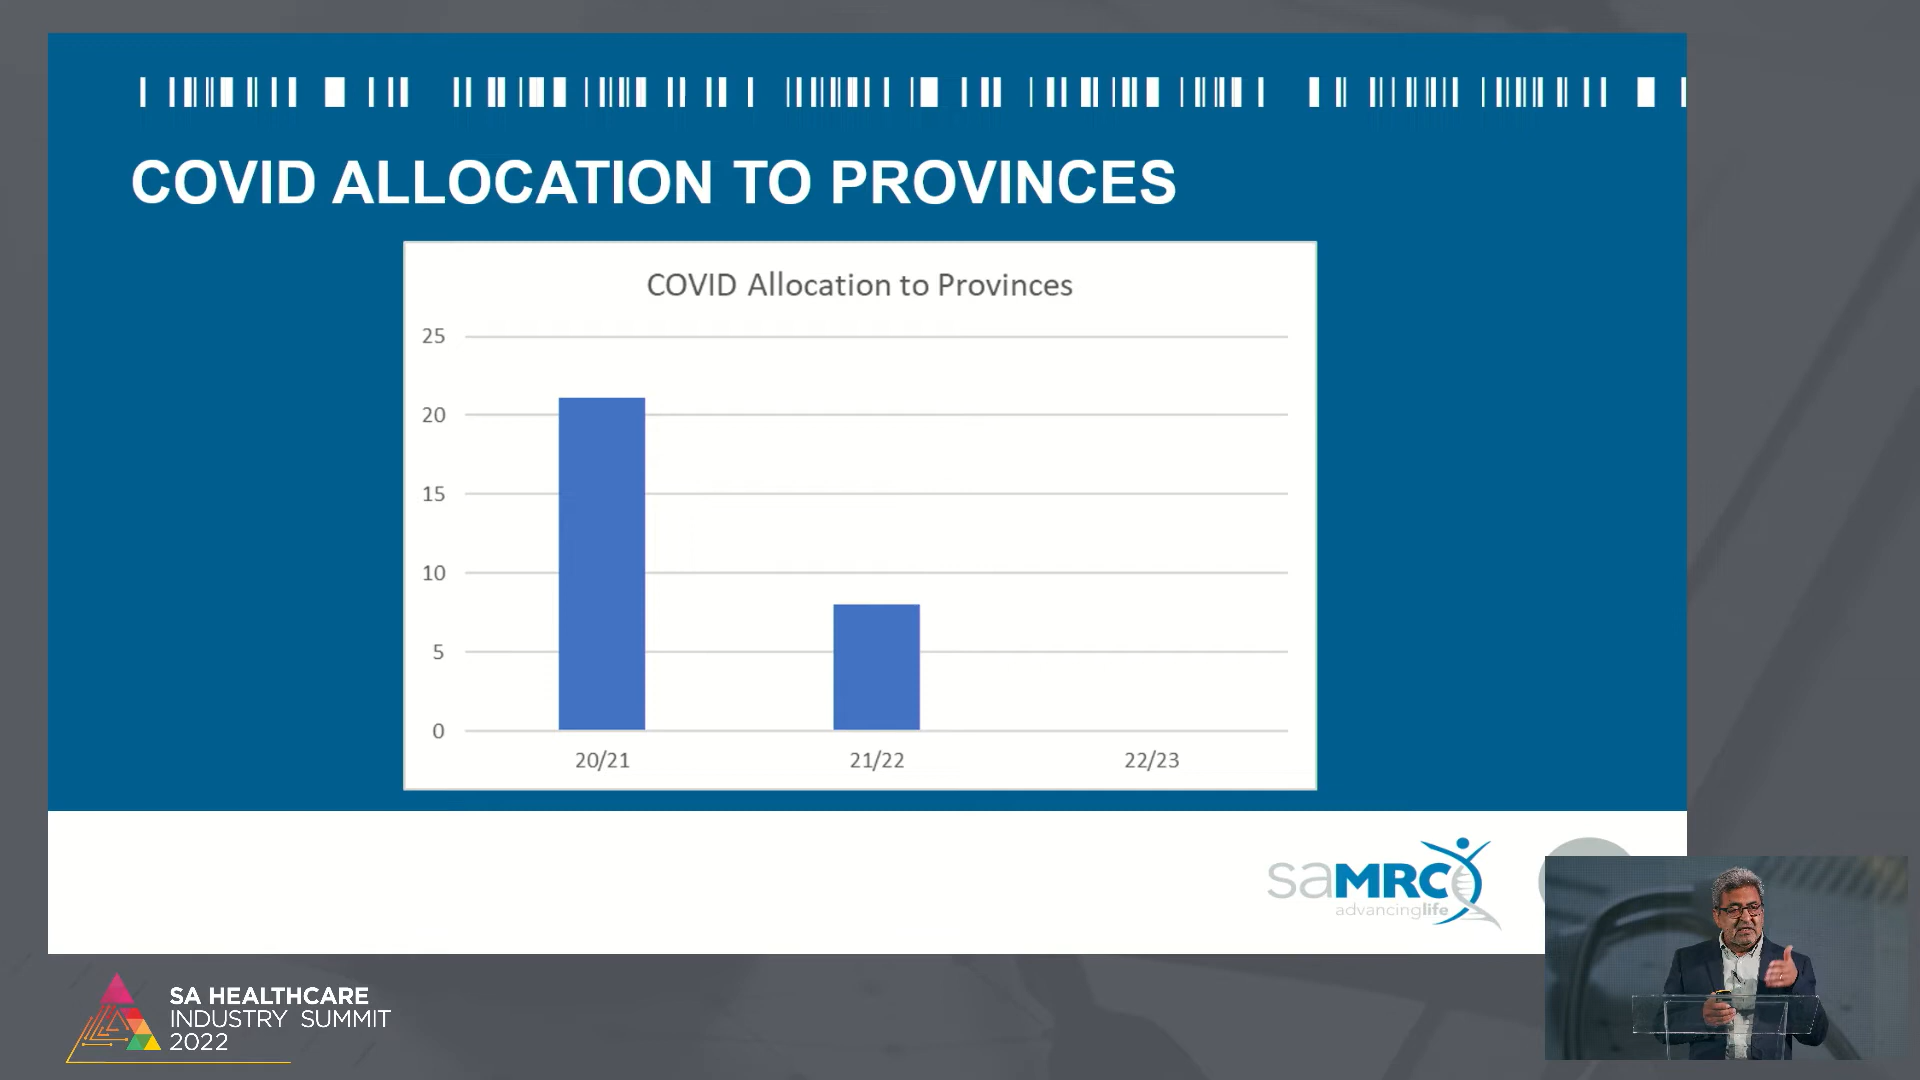 COVID ALLOCATION TO PROVINCES
COVID Allocation to Provinces
25
20
15
10
5
0
20/21
21/22
22/23
saMRC
advancinglife
SA HEALTHCARE
INDUSTRY SUMMIT
2022